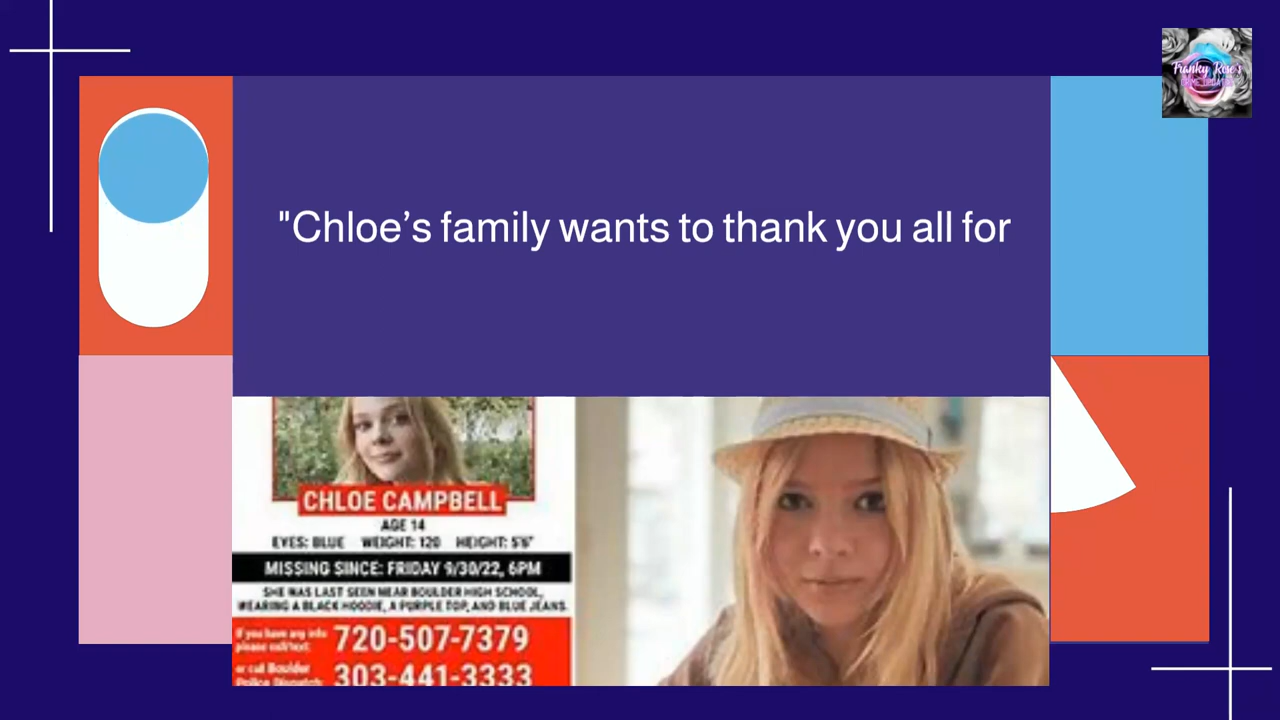 Franky Rose's
"Chloe's family wants to thank you all for
CHLOE CAMPBELL
AGE 14
EYES: BLUE WEIGHT: 120 HEIGHT: 5'6"
MISSING SINCE: FRIDAY 9/30/22, 6PM
SHE WAS LAST SEEN NEAR BOULDER HIGH SCHOOL,
WEARING A BLACK HOODIE, A PURPLE TOP, AND BLUE JEANS.
If you have any info
please call/text: 720-507-7379
or call Boulder
Police Dispatch: 303-441-3333